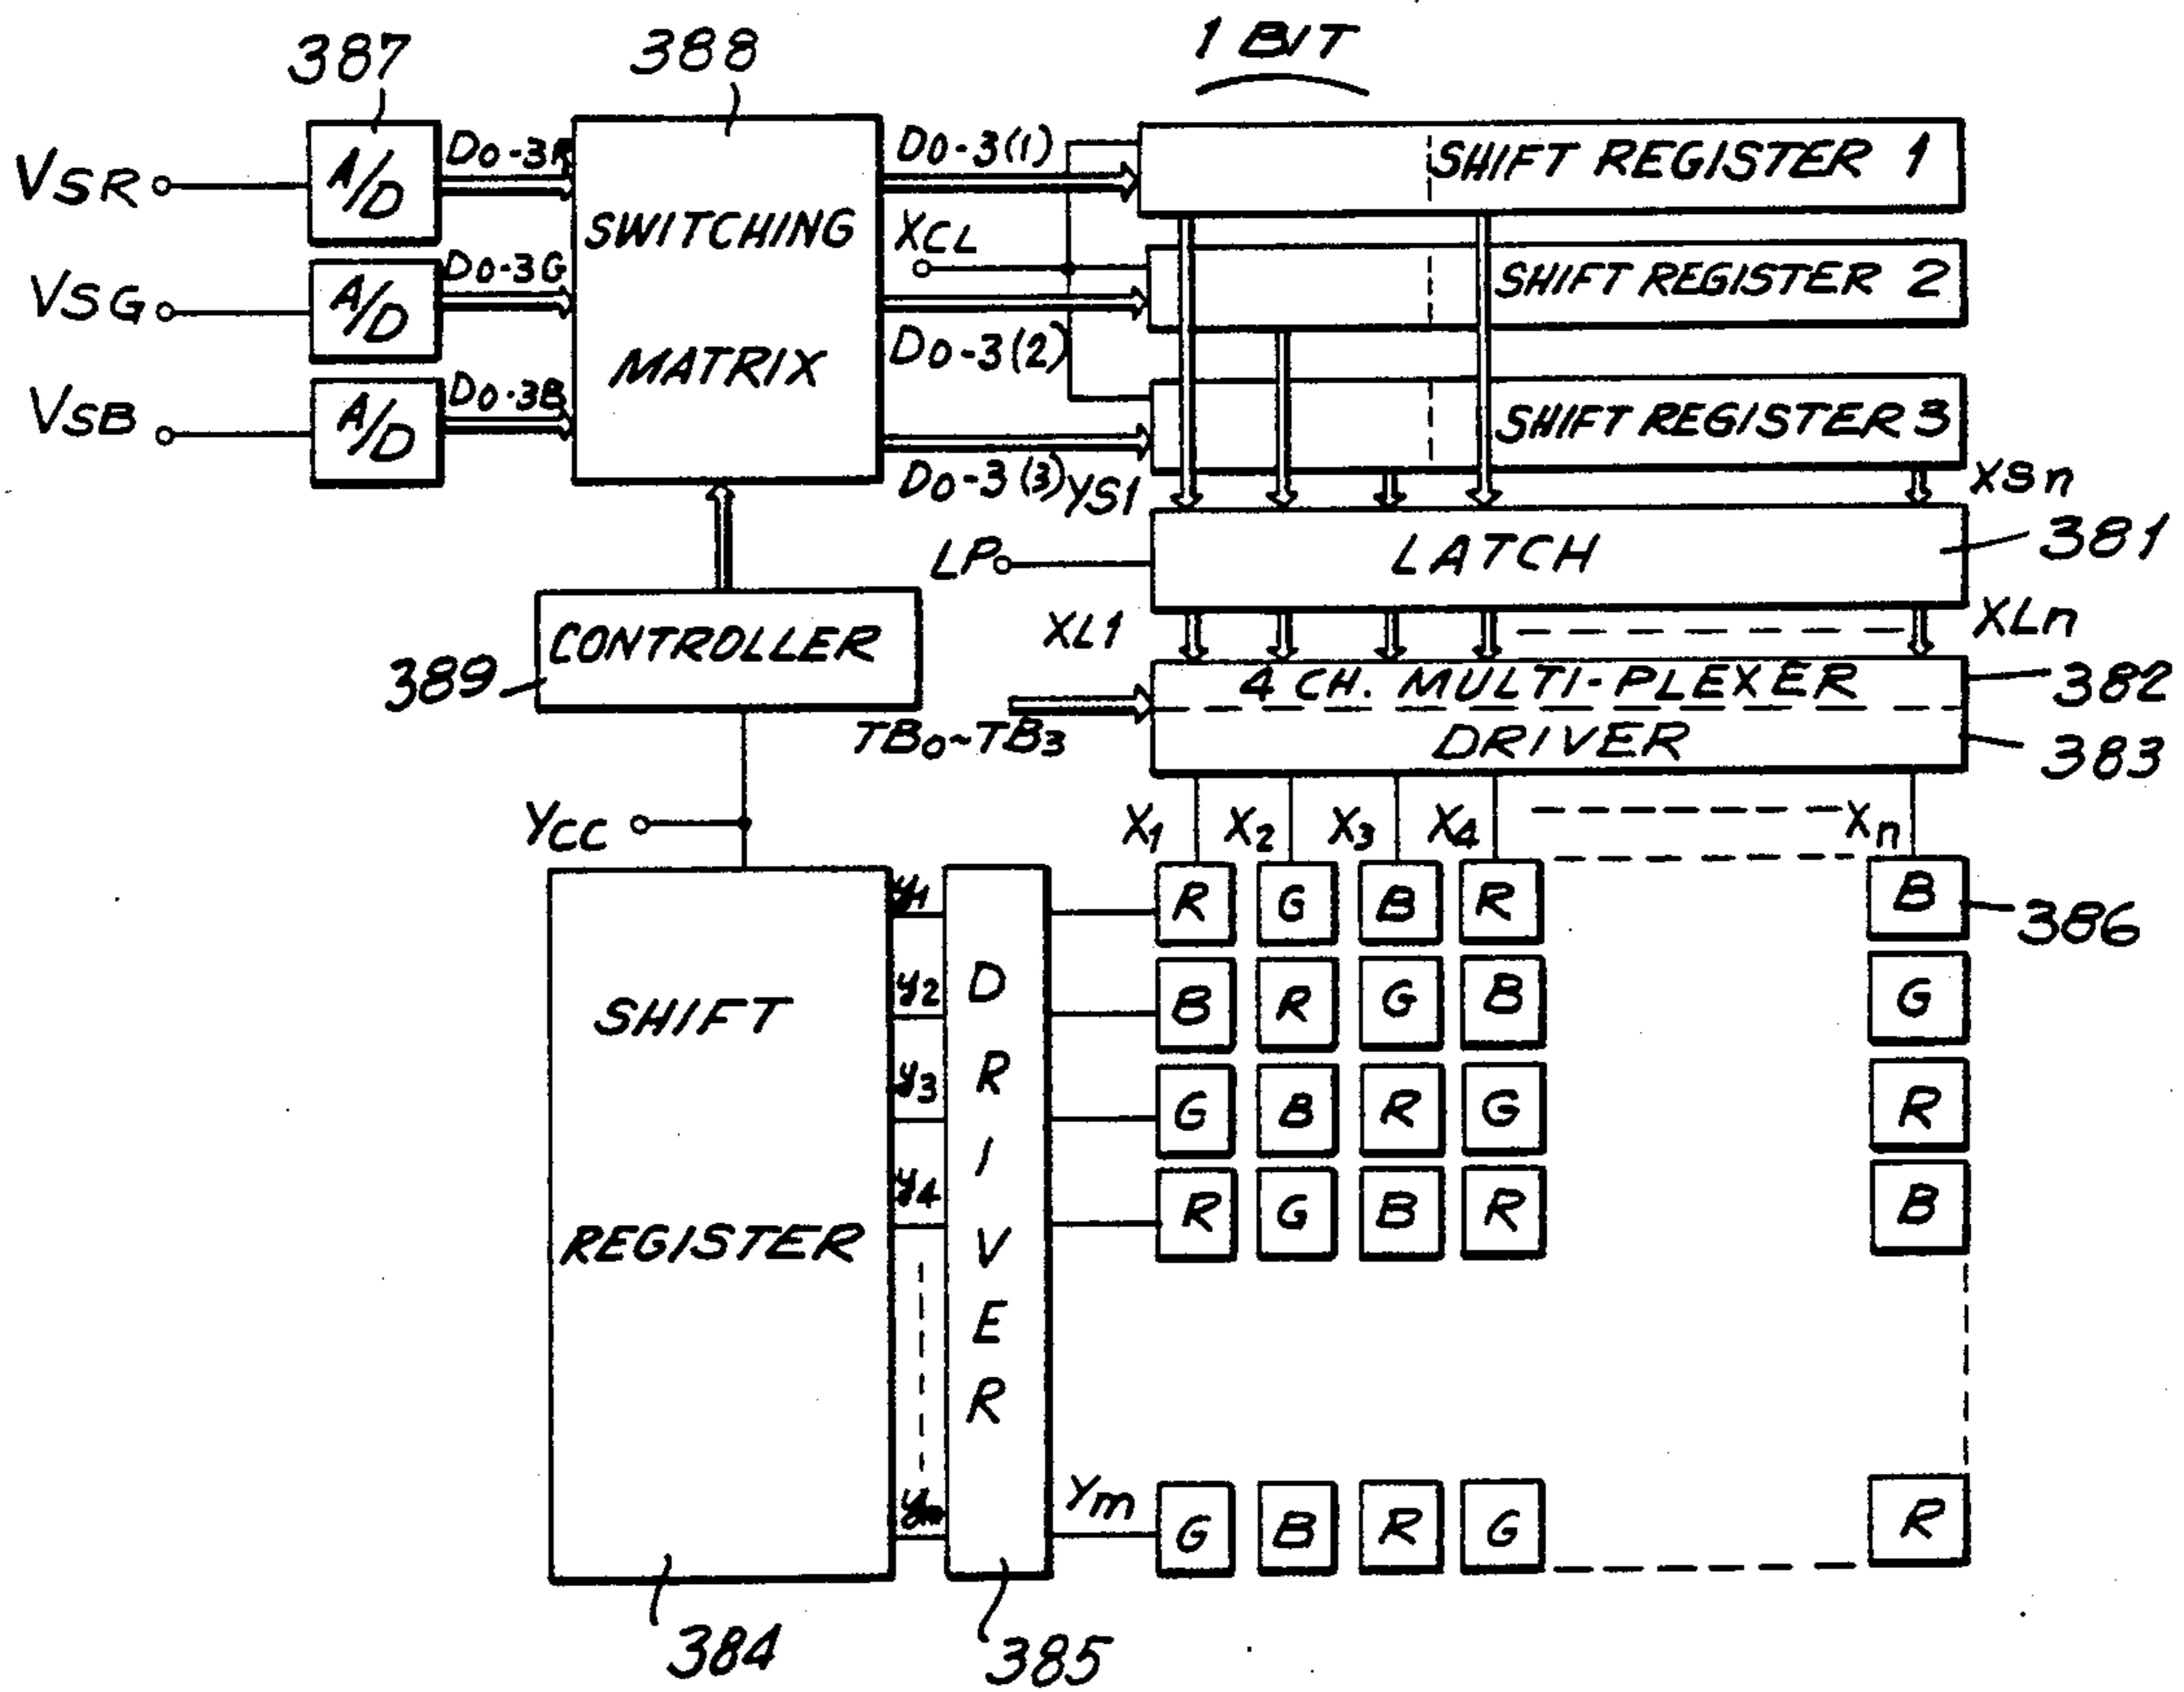 387
388
1 BIT
VSR
A/D
D0-3R
SWITCHING
MATRIX
D0-3(1)
SHIFT REGISTER 1
VSG
A/D
D0-3G
XCL
SHIFT REGISTER 2
D0-3(2)
VSB
A/D
D0-3B
SHIFT REGISTER 3
D0-3(3)
YS1
XSn
LP
LATCH
381
CONTROLLER
389
XL1
XLn
4 CH. MULTI-PLEXER
382
TB0~TB3
DRIVER
383
YCC
X1 X2 X3 X4 Xn
SHIFT
REGISTER
y1
y2
y3
y4
ym
DRIVER
R G B R B
386
B R G B G
G B R G R
R G B R B
Ym
G B R G R
384
385